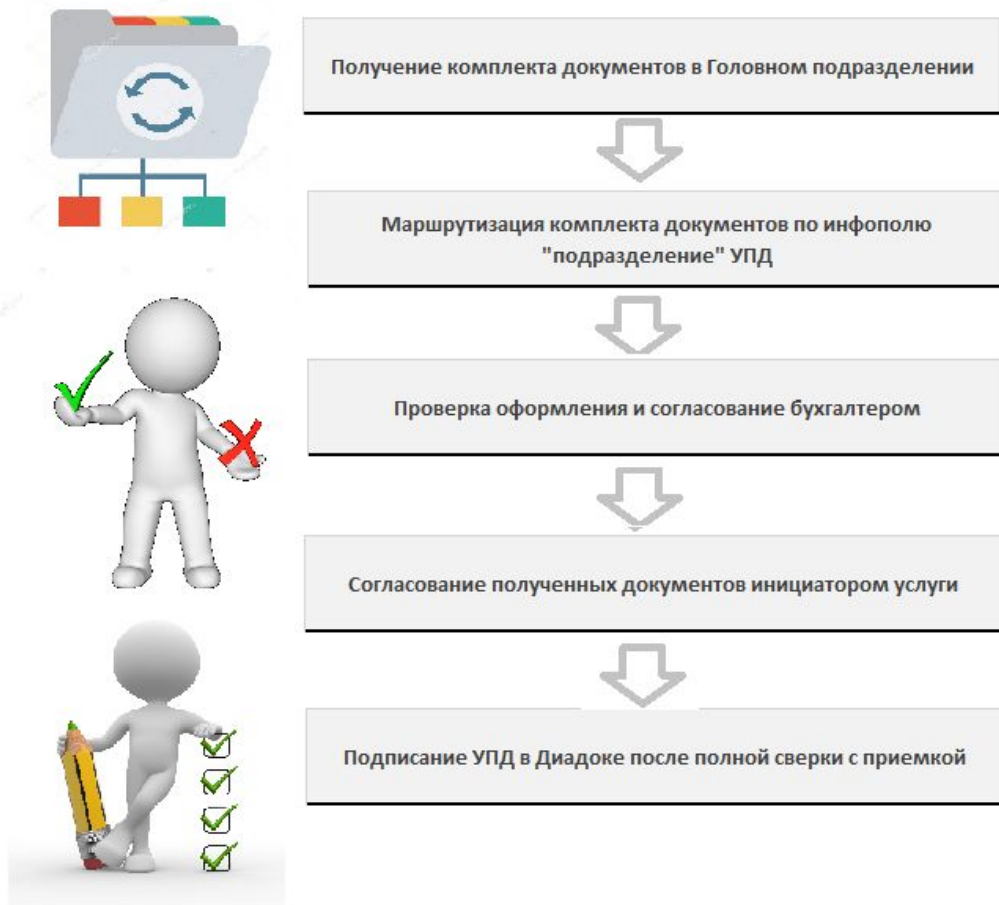 Получение комплекта документов в Головном подразделении
Маршрутизация комплекта документов по инфополю
"подразделение" УПД
Проверка оформления и согласование бухгалтером
Согласование полученных документов инициатором услуги
Подписание УПД в Диадоке после полной сверки с приемкой